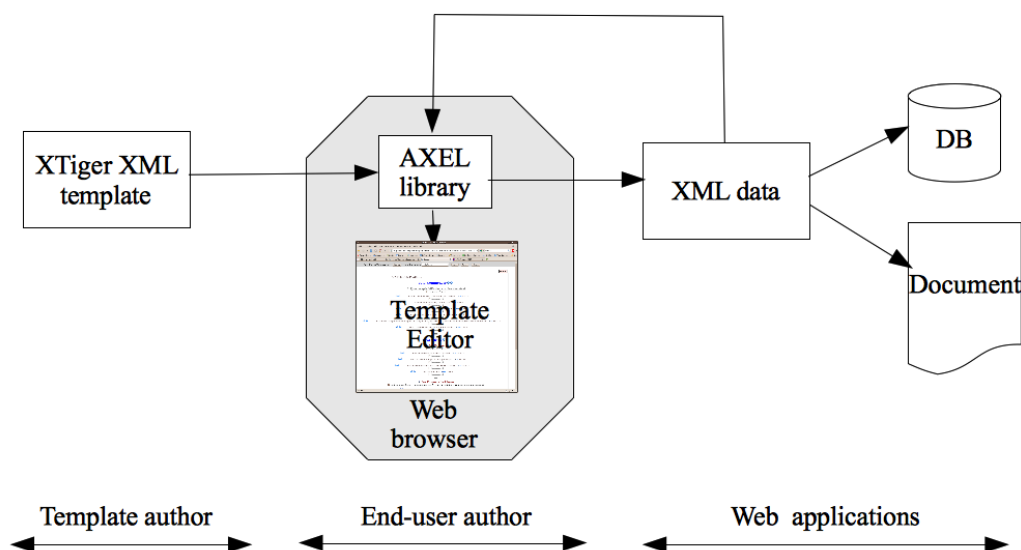 XTiger XML
template
AXEL
library
Template
Editor
Web
browser
XML data
DB
Document
Template author
End-user author
Web applications